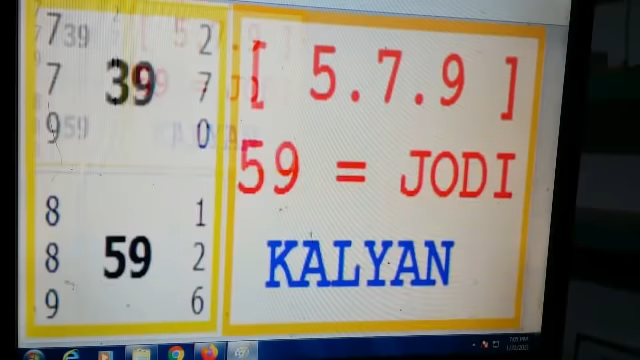 7 2
7 39 7
9 0
8 1
8 59 2
9 6
[ 5.7.9 ]
59 = JODI
KALYAN